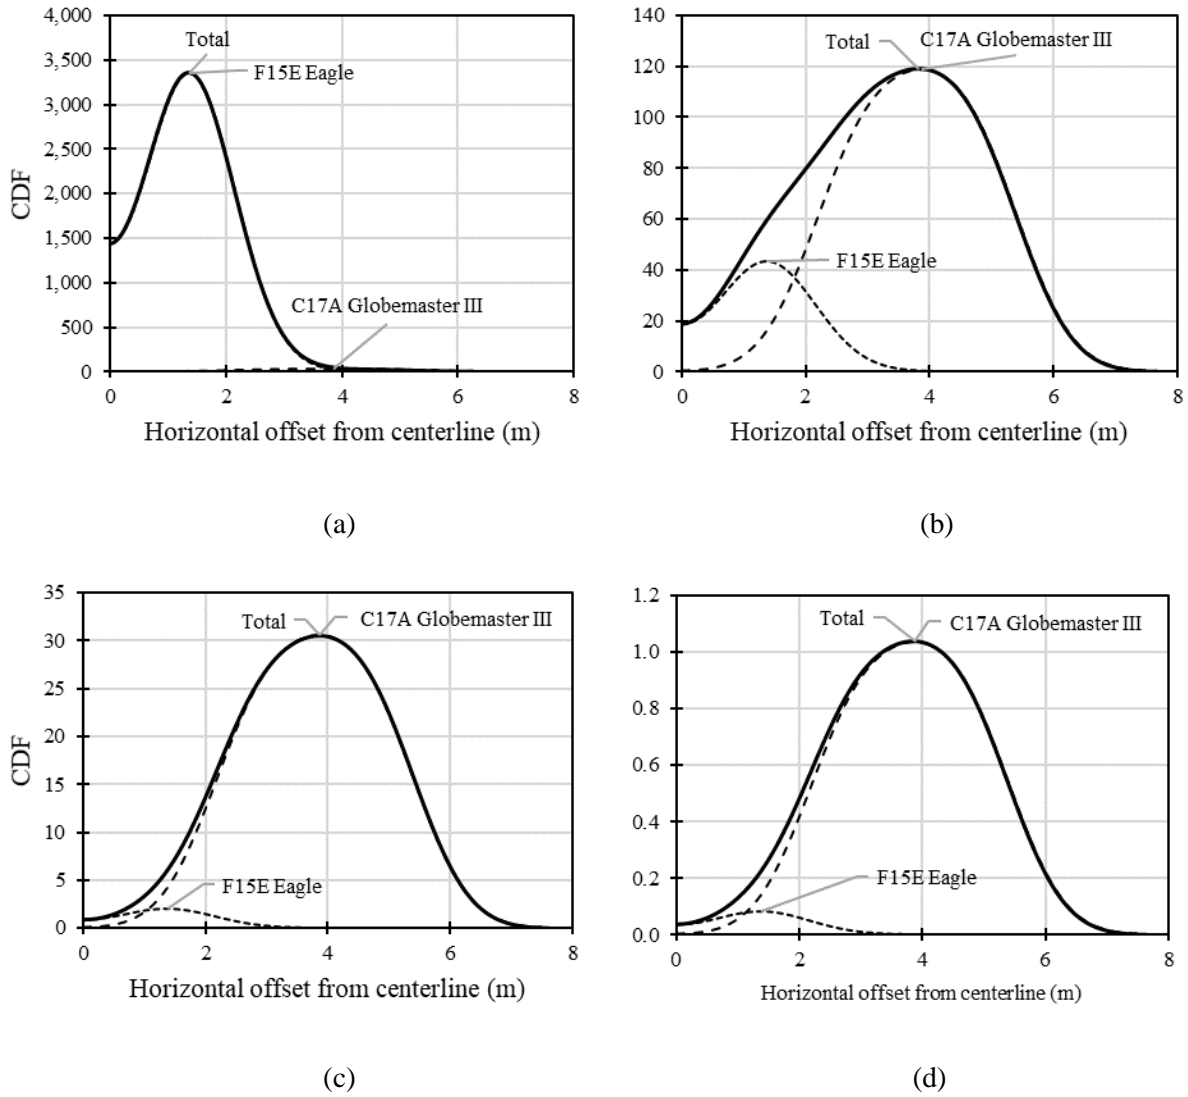 4,000
3,500
3,000
2,500
2,000
1,500
1,000
500
0
CDF
Total
F15E Eagle
C17A Globemaster III
0 2 4 6 8
Horizontal offset from centerline (m)
(a)
140
120
100
80
60
40
20
0
Total
C17A Globemaster III
F15E Eagle
0 2 4 6 8
Horizontal offset from centerline (m)
(b)
35
30
25
20
15
10
5
0
CDF
Total
C17A Globemaster III
F15E Eagle
0 2 4 6 8
Horizontal offset from centerline (m)
(c)
1.2
1.0
0.8
0.6
0.4
0.2
0.0
Total
C17A Globemaster III
F15E Eagle
0 2 4 6 8
Horizontal offset from centerline (m)
(d)